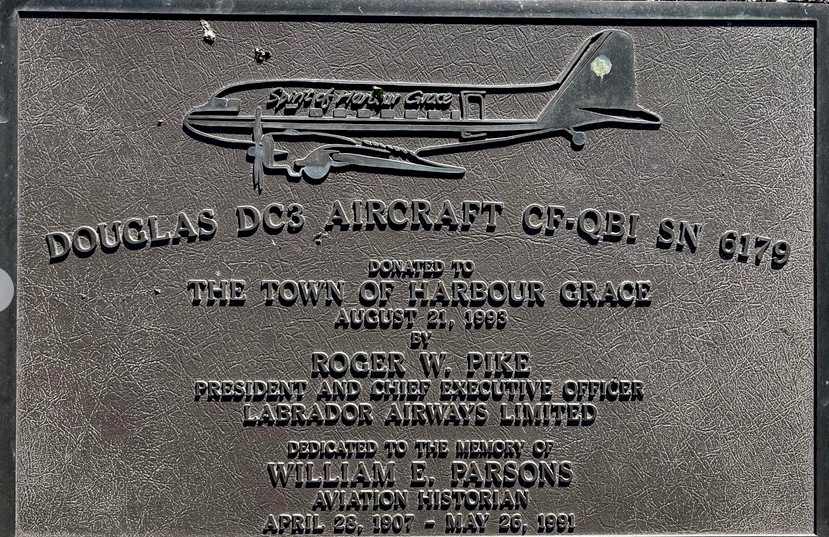 Spirit of Harbour Grace
DOUGLAS DC3 AIRCRAFT CF-QBI SN 6179
DONATED TO
THE TOWN OF HARBOUR GRACE
AUGUST 21, 1993
BY
ROGER W. PIKE
PRESIDENT AND CHIEF EXECUTIVE OFFICER
LABRADOR AIRWAYS LIMITED
DEDICATED TO THE MEMORY OF
WILLIAM E. PARSONS
AVIATION HISTORIAN
APRIL 28, 1907 - MAY 26, 1991